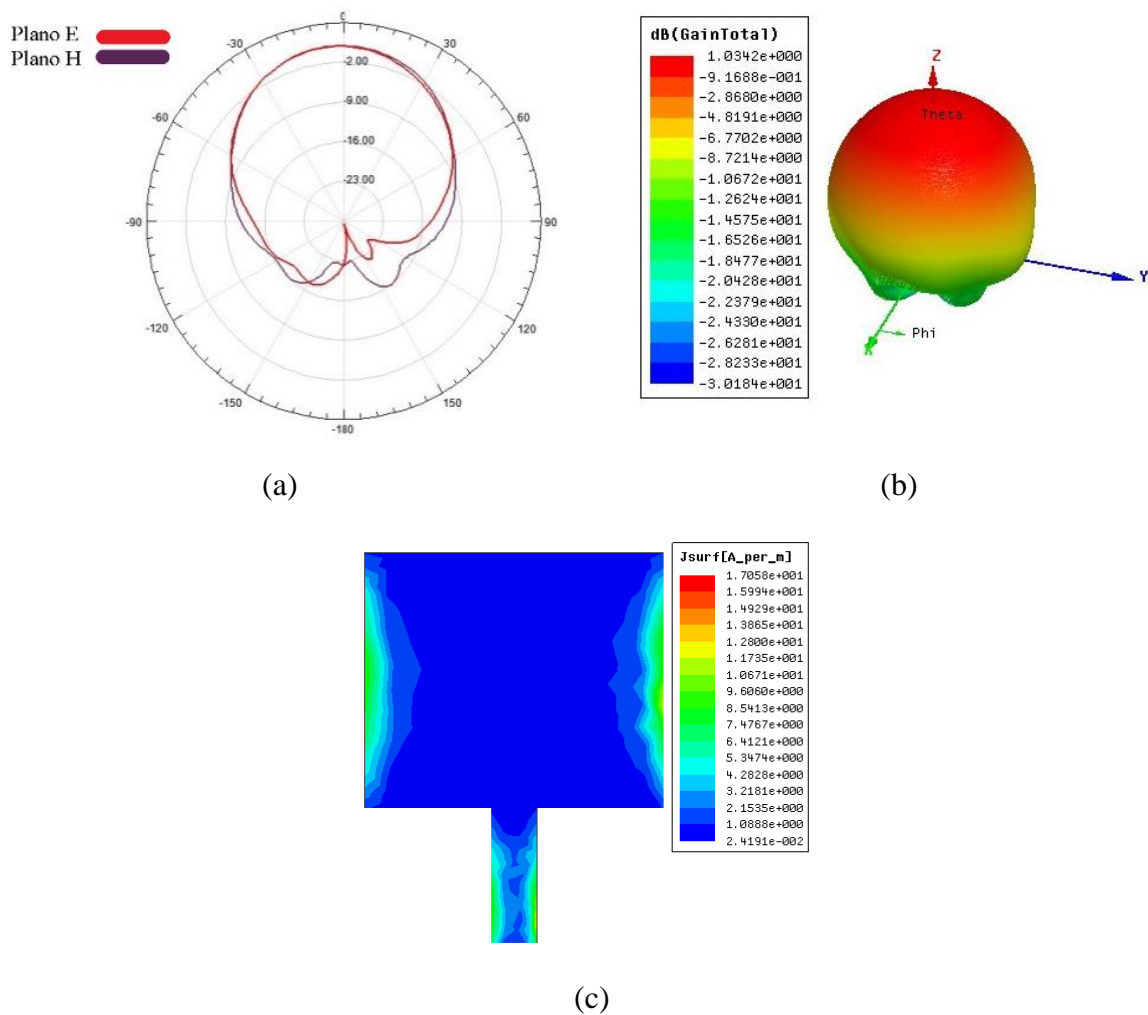 Plano E
Plano H
0
30
60
90
120
150
-180
-150
-120
-90
-60
-30
-2.00
-9.00
-16.00
-23.00
(a)
dB(GainTotal)
1.0342e+000
-9.1688e-001
-2.8680e+000
-4.8191e+000
-6.7702e+000
-8.7214e+000
-1.0672e+001
-1.2624e+001
-1.4575e+001
-1.6526e+001
-1.8477e+001
-2.0428e+001
-2.2379e+001
-2.4330e+001
-2.6281e+001
-2.8233e+001
-3.0184e+001
Z
Theta
Y
Phi
X
(b)
Jsurf[A_per_m]
1.7058e+001
1.5994e+001
1.4929e+001
1.3865e+001
1.2800e+001
1.1735e+001
1.0671e+001
9.6060e+000
8.5413e+000
7.4767e+000
6.4121e+000
5.3474e+000
4.2828e+000
3.2181e+000
2.1535e+000
1.0888e+000
2.4191e-002
(c)